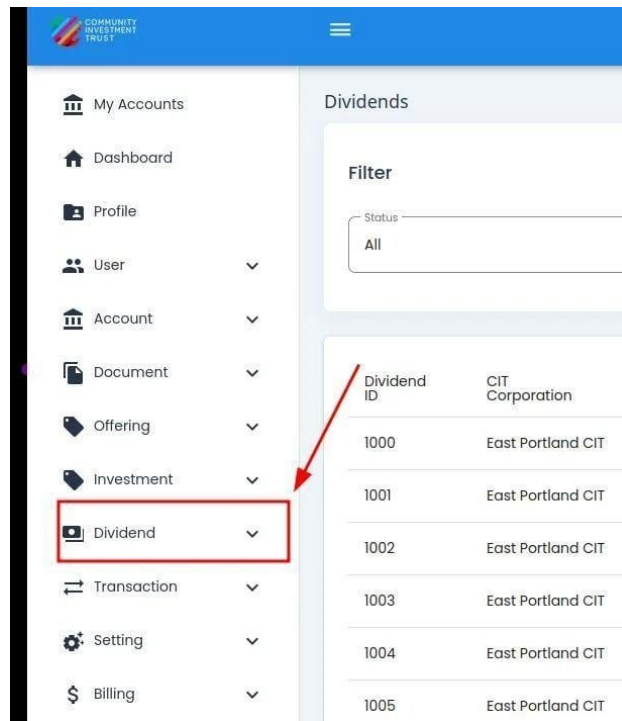 COMMUNITY
INVESTMENT
TRUST
My Accounts
Dashboard
Profile
User
Account
Document
Offering
Investment
Dividend
Transaction
Setting
Billing
Dividends
Filter
Status
All
Dividend
ID
CIT
Corporation
1000 East Portland CIT
1001 East Portland CIT
1002 East Portland CIT
1003 East Portland CIT
1004 East Portland CIT
1005 East Portland CIT